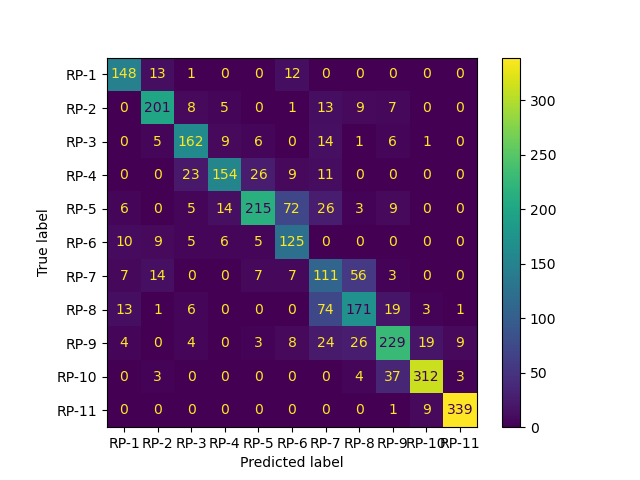 RP-1 148 13 1 0 0 12 0 0 0 0 0
RP-2 0 201 8 5 0 1 13 9 7 0 0
RP-3 0 5 162 9 6 0 14 1 6 1 0
RP-4 0 0 23 154 26 9 11 0 0 0 0
RP-5 6 0 5 14 215 72 26 3 9 0 0
RP-6 10 9 5 6 5 125 0 0 0 0 0
RP-7 7 14 0 0 7 7 111 56 3 0 0
RP-8 13 1 6 0 0 0 74 171 19 3 1
RP-9 4 0 4 0 3 8 24 26 229 19 9
RP-10 0 3 0 0 0 0 0 4 37 312 3
RP-11 0 0 0 0 0 0 0 0 1 9 339
RP-1 RP-2 RP-3 RP-4 RP-5 RP-6 RP-7 RP-8 RP-9 RP-10 RP-11
Predicted label
True label
300
250
200
150
100
50
0